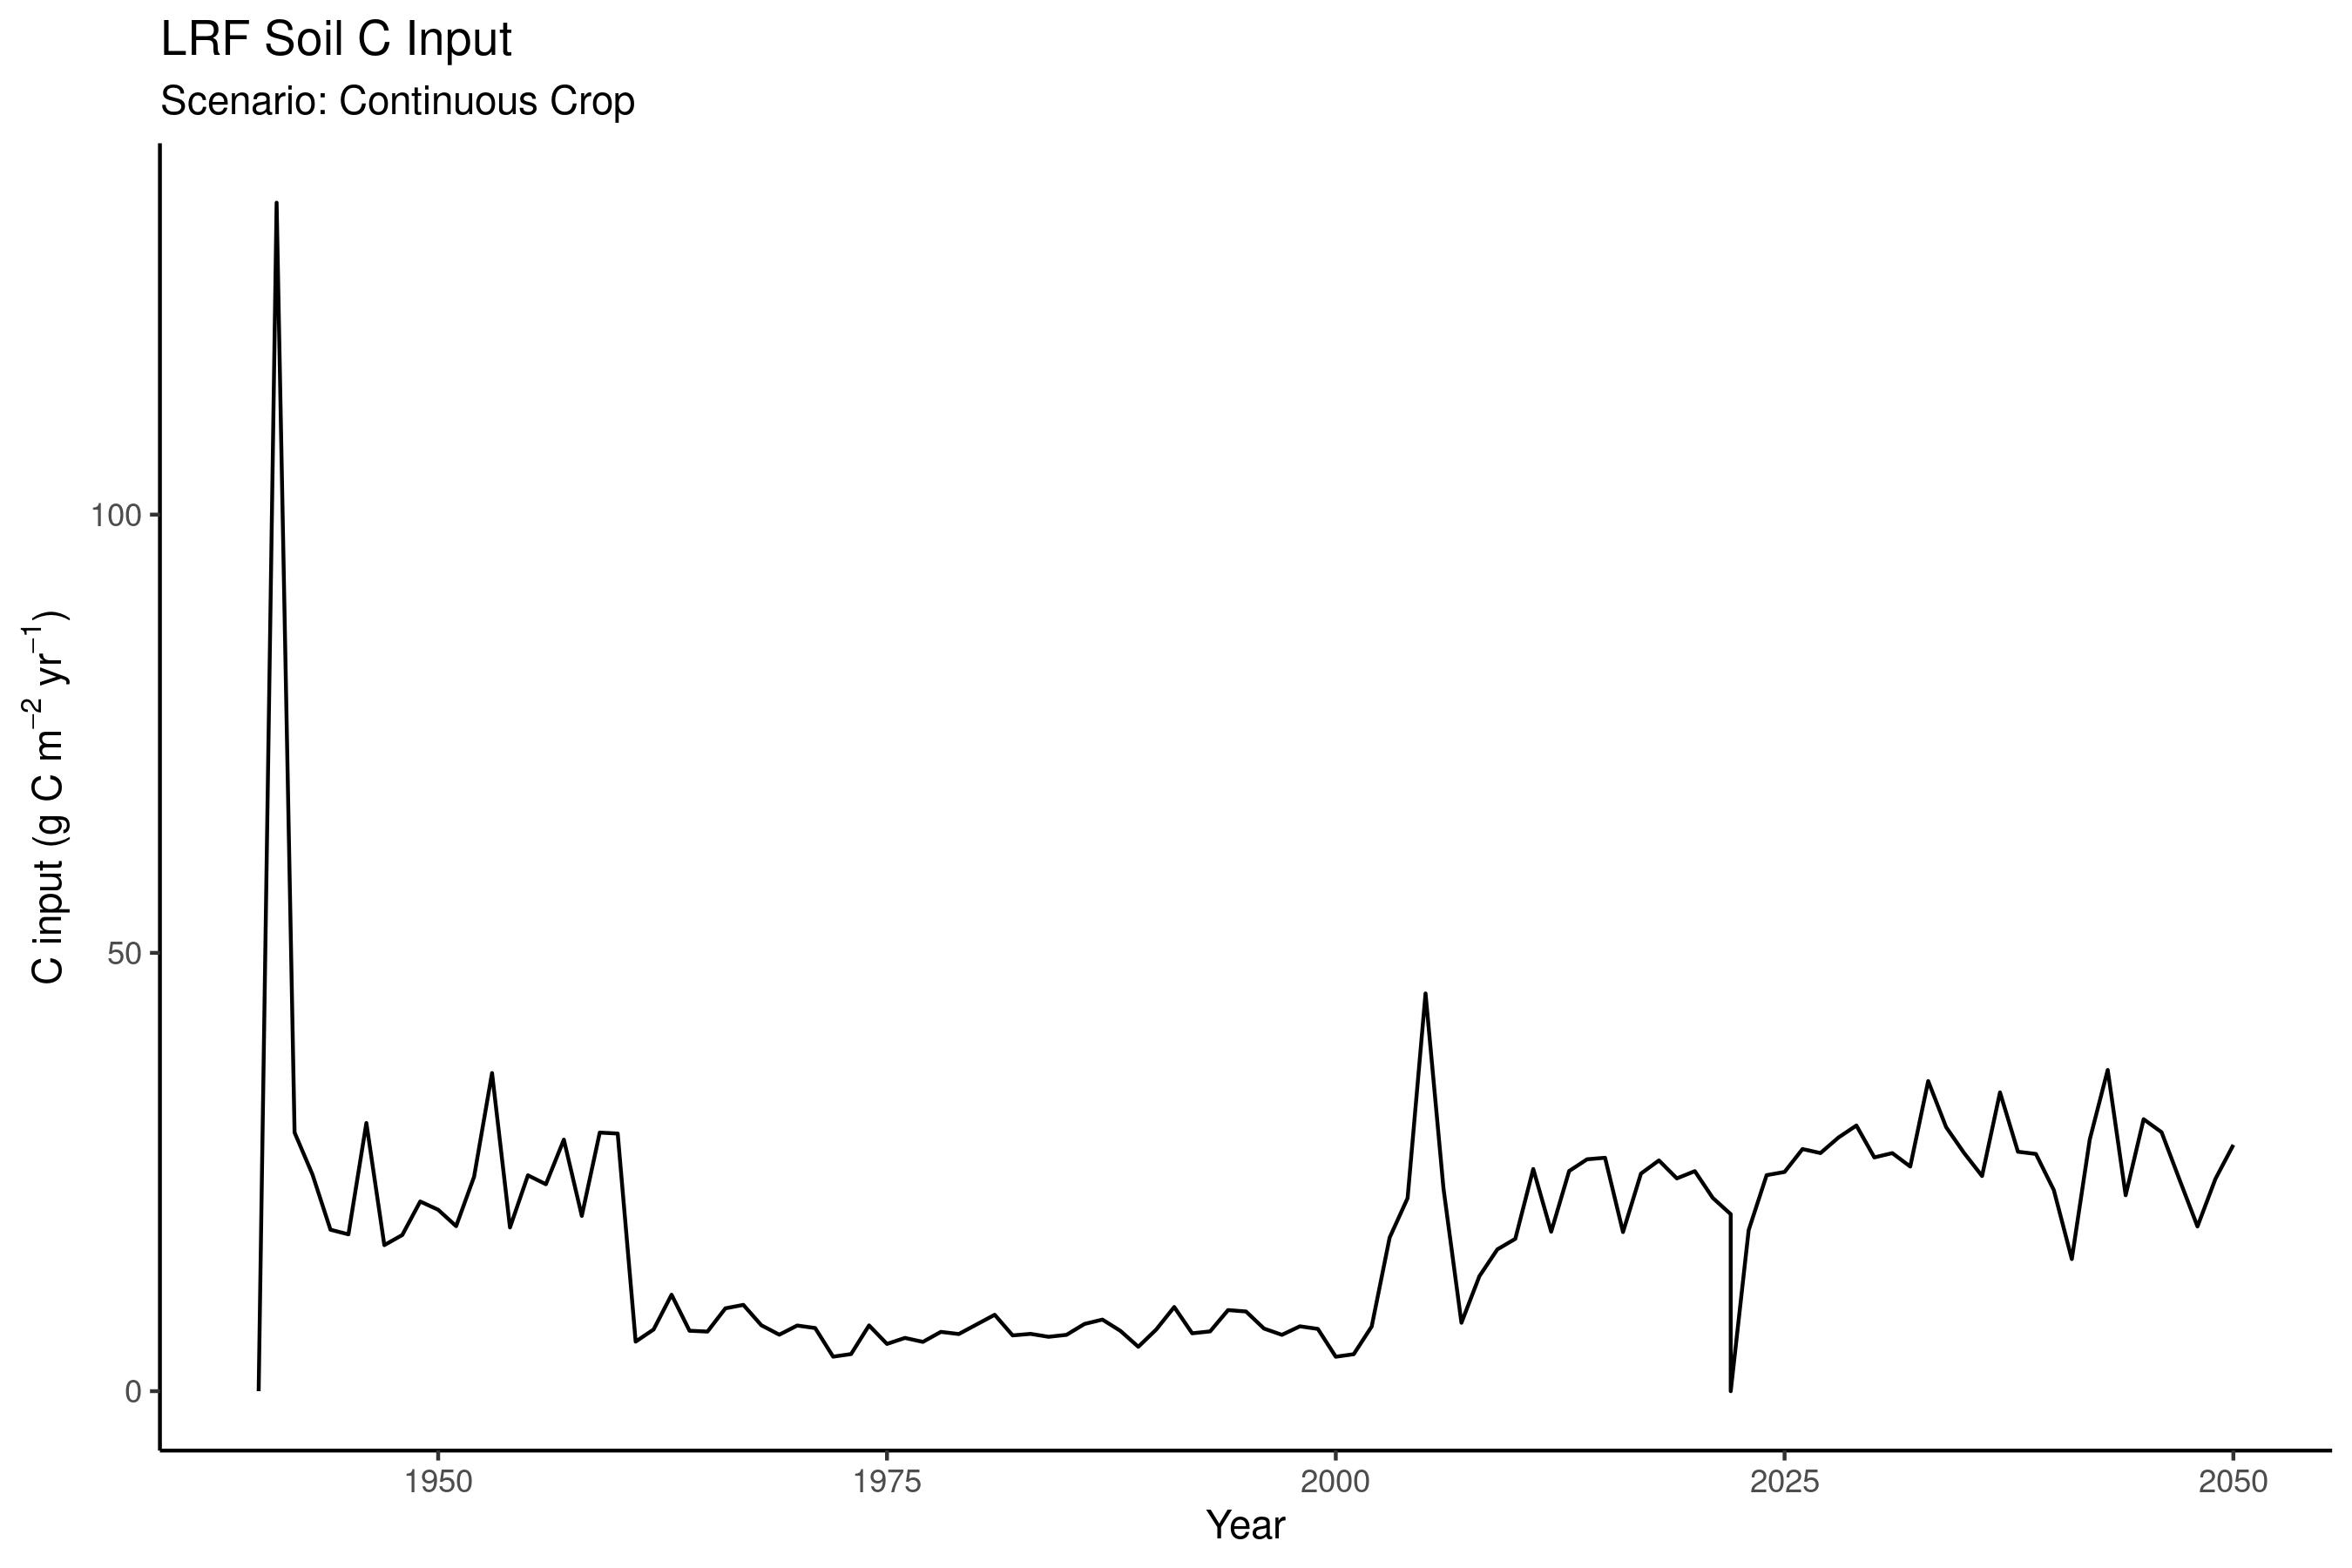 LRF Soil C Input
Scenario: Continuous Crop
C input (g C m⁻² yr⁻¹)
100
50
0
1950
1975
2000
2025
2050
Year